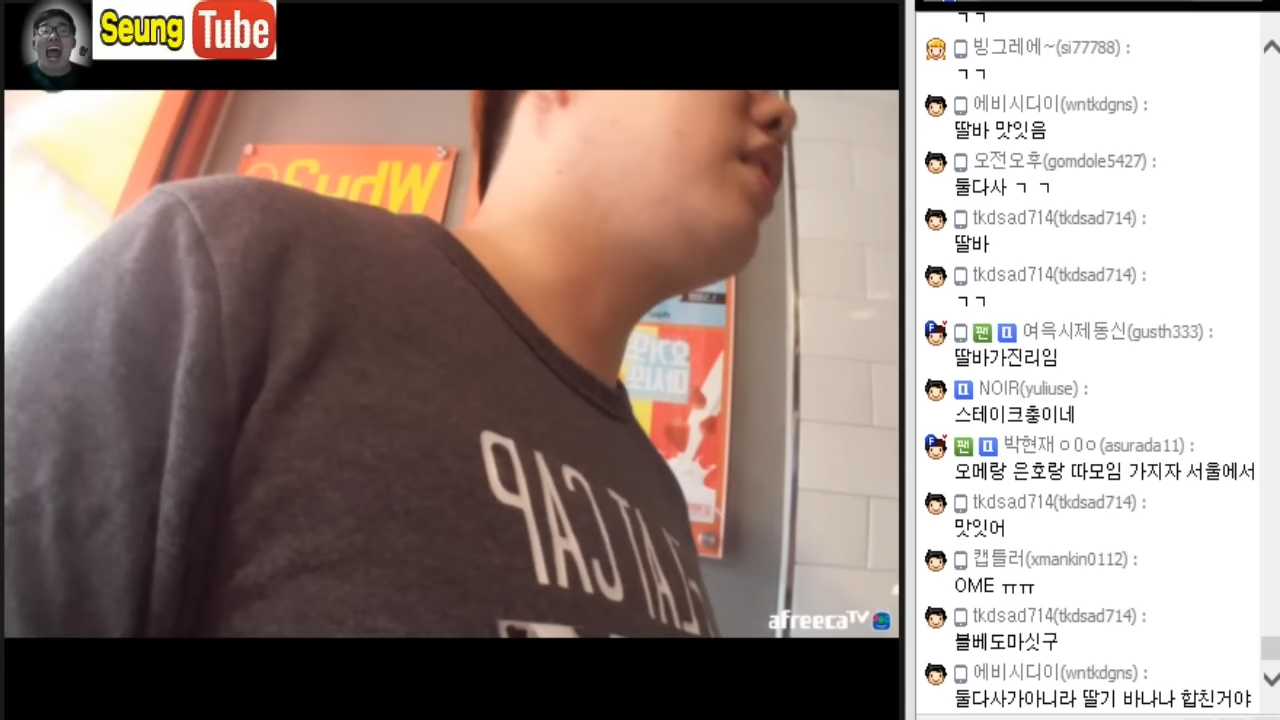 Seung Tube
FLAT CAP
afreecaTV
ㄱㄱ
빙그레에~(si77788) :
ㄱㄱ
에비시디이(wntkdgns) :
딸바 맛잇음
오전오후(gomdole5427) :
둘다사 ㄱ ㄱ
tkdsad714(tkdsad714) :
딸바
tkdsad714(tkdsad714) :
ㄱㄱ
팬 여윽시제동신(gusth333) :
딸바가진리임
NOIR(yuliuse) :
스테이크충이네
팬 박현재ㅇ0ㅇ(asurada11) :
오메랑 은호랑 따모임 가지자 서울에서
tkdsad714(tkdsad714) :
맛잇어
캡틀러(xmankin0112) :
OME ㅠㅠ
tkdsad714(tkdsad714) :
블베도마싯구
에비시디이(wntkdgns) :
둘다사가아니라 딸기 바나나 합친거야